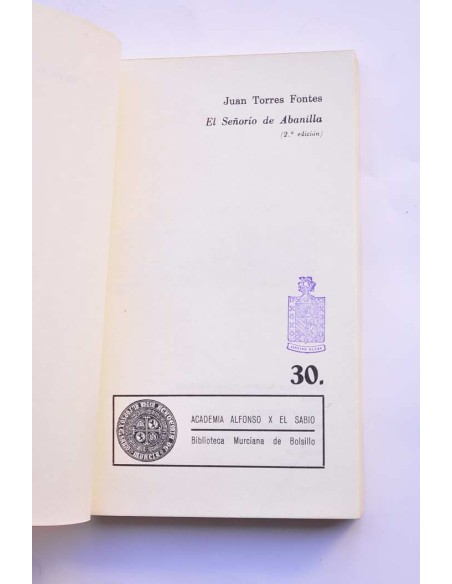 Juan Torres Fontes
El Señorío de Abanilla
(2.ª edición)
30.
ACADEMIA ALFONSO X EL SABIO
Biblioteca Murciana de Bolsillo